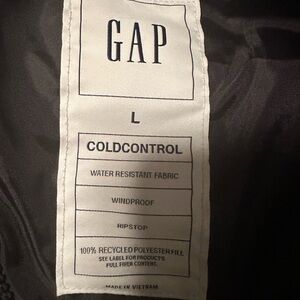 GAP
L
COLDCONTROL
WATER RESISTANT FABRIC
WINDPROOF
RIPSTOP
100% RECYCLED POLYESTER FILL
SEE LABEL FOR PRODUCT'S
FULL FIBER CONTENT.
MADE IN VIETNAM